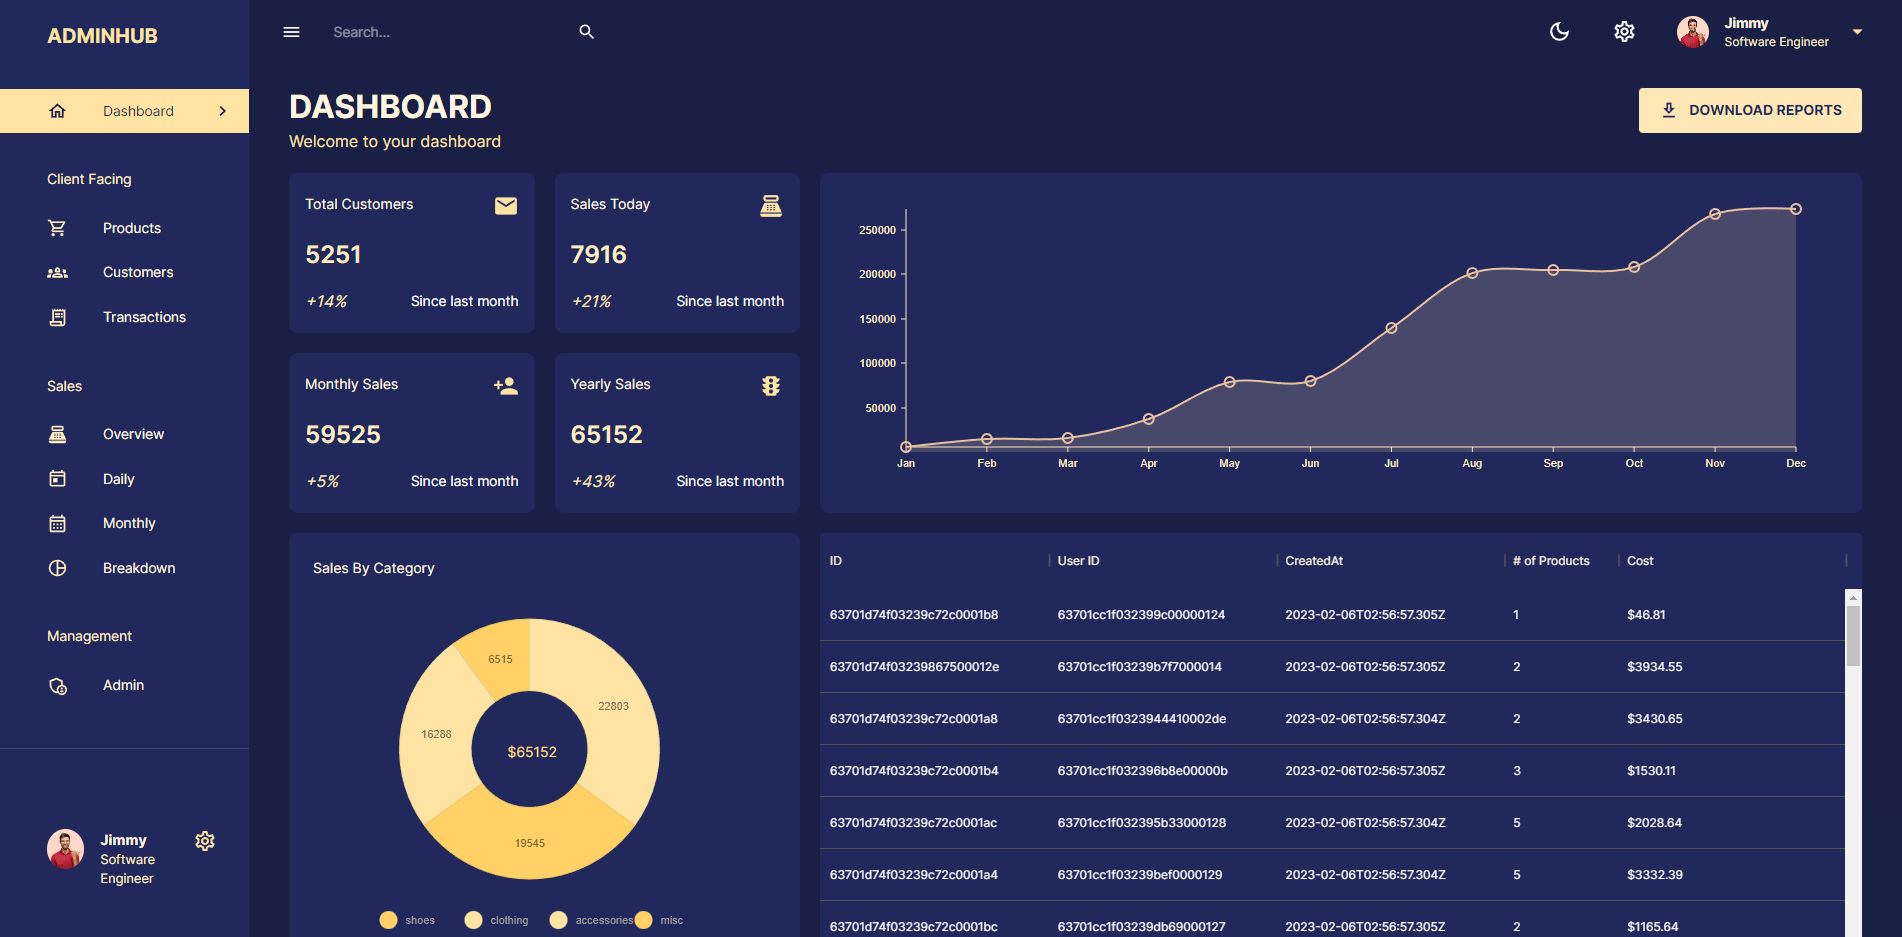 ADMINHUB
Search...
Jimmy
Software Engineer
Dashboard
Client Facing
Products
Customers
Transactions
Sales
Overview
Daily
Monthly
Breakdown
Management
Admin
Jimmy
Software
Engineer
DASHBOARD
Welcome to your dashboard
DOWNLOAD REPORTS
Total Customers
5251
+14% Since last month
Sales Today
7916
+21% Since last month
Monthly Sales
59525
+5% Since last month
Yearly Sales
65152
+43% Since last month
250000
200000
150000
100000
50000
Jan Feb Mar Apr May Jun Jul Aug Sep Oct Nov Dec
Sales By Category
6515
22803
16288
$65152
19545
shoes clothing accessories misc
ID User ID CreatedAt # of Products Cost
63701d74f03239c72c0001b8 63701cc1f032399c00000124 2023-02-06T02:56:57.305Z 1 $46.81
63701d74f03239867500012e 63701cc1f03239b7f7000014 2023-02-06T02:56:57.305Z 2 $3934.55
63701d74f03239c72c0001a8 63701cc1f0323944410002de 2023-02-06T02:56:57.304Z 2 $3430.65
63701d74f03239c72c0001b4 63701cc1f032396b8e00000b 2023-02-06T02:56:57.305Z 3 $1530.11
63701d74f03239c72c0001ac 63701cc1f032395b33000128 2023-02-06T02:56:57.304Z 5 $2028.64
63701d74f03239c72c0001a4 63701cc1f03239bef0000129 2023-02-06T02:56:57.304Z 5 $3332.39
63701d74f03239c72c0001bc 63701cc1f03239db69000127 2023-02-06T02:56:57.305Z 2 $1165.64